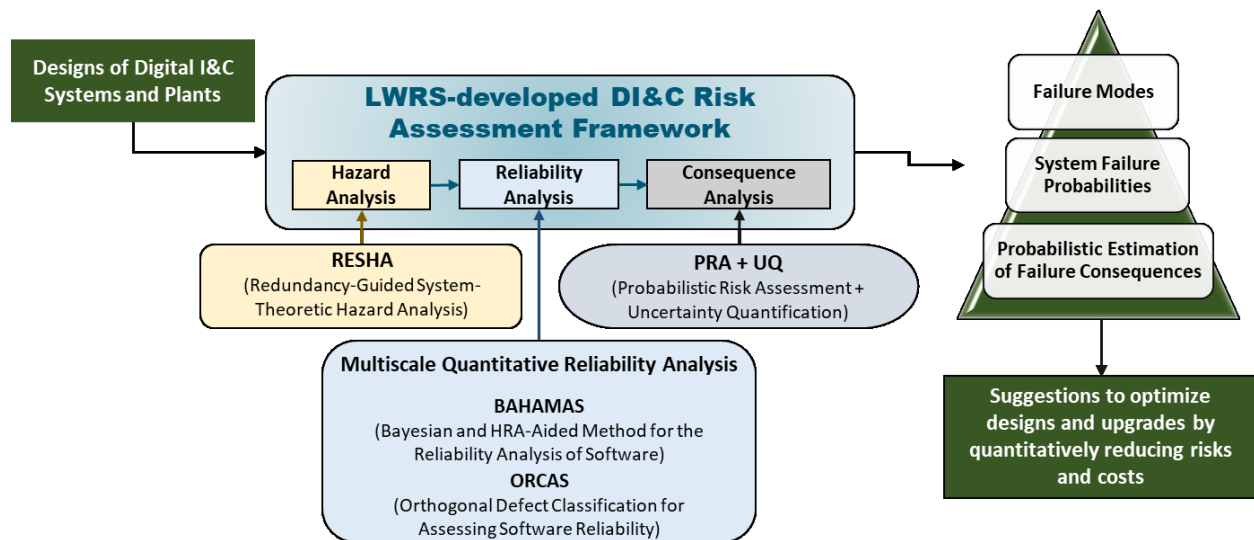 Designs of Digital I&C
Systems and Plants
LWRS-developed DI&C Risk
Assessment Framework
Hazard
Analysis
Reliability
Analysis
Consequence
Analysis
RESHA
(Redundancy-Guided System-
Theoretic Hazard Analysis)
PRA + UQ
(Probabilistic Risk Assessment +
Uncertainty Quantification)
Multiscale Quantitative Reliability Analysis
BAHAMAS
(Bayesian and HRA-Aided Method for the
Reliability Analysis of Software)
ORCAS
(Orthogonal Defect Classification for
Assessing Software Reliability)
Failure Modes
System Failure
Probabilities
Probabilistic Estimation
of Failure Consequences
Suggestions to optimize
designs and upgrades by
quantitatively reducing risks
and costs